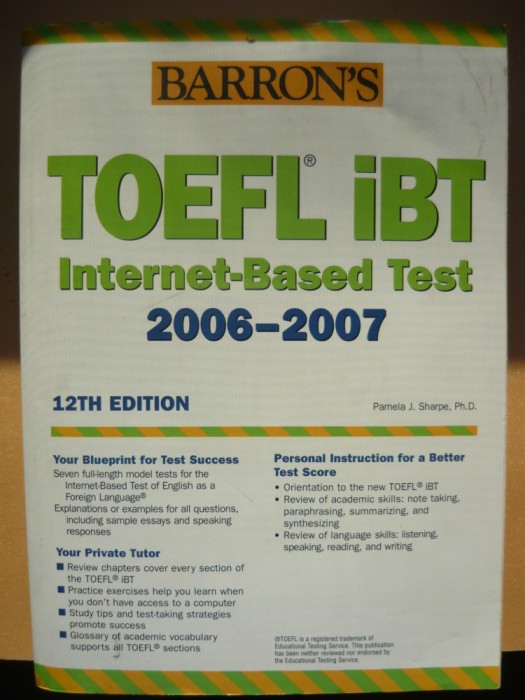 BARRON'S
TOEFL® iBT
Internet-Based Test
2006–2007
12TH EDITION
Pamela J. Sharpe, Ph.D.
Your Blueprint for Test Success
Seven full-length model tests for the
Internet-Based Test of English as a
Foreign Language®
Explanations or examples for all questions,
including sample essays and speaking
responses
Your Private Tutor
■ Review chapters cover every section of
the TOEFL® iBT
■ Practice exercises help you learn when
you don't have access to a computer
■ Study tips and test-taking strategies
promote success
■ Glossary of academic vocabulary
supports all TOEFL® sections
Personal Instruction for a Better
Test Score
• Orientation to the new TOEFL® iBT
• Review of academic skills: note taking,
paraphrasing, summarizing, and
synthesizing
• Review of language skills: listening,
speaking, reading, and writing
®TOEFL is a registered trademark of
Educational Testing Service. This publication
has been neither reviewed nor endorsed by
the Educational Testing Service.